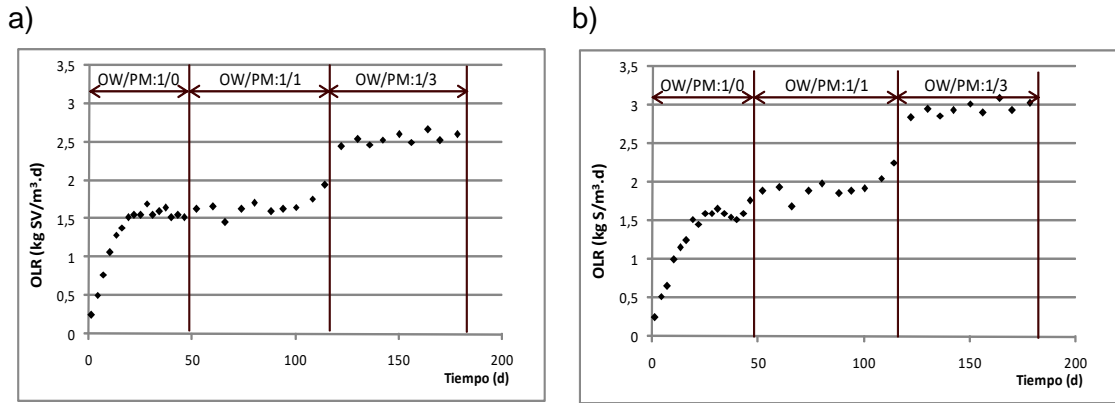 a)
OW/PM:1/0 OW/PM:1/1 OW/PM:1/3
OLR (kg SV/m³.d)
3,5
3
2,5
2
1,5
1
0,5
0
0 50 100 150 200
Tiempo (d)
b)
OW/PM:1/0 OW/PM:1/1 OW/PM:1/3
OLR (kg S/m³.d)
3,5
3
2,5
2
1,5
1
0,5
0
0 50 100 150 200
Tiempo (d)